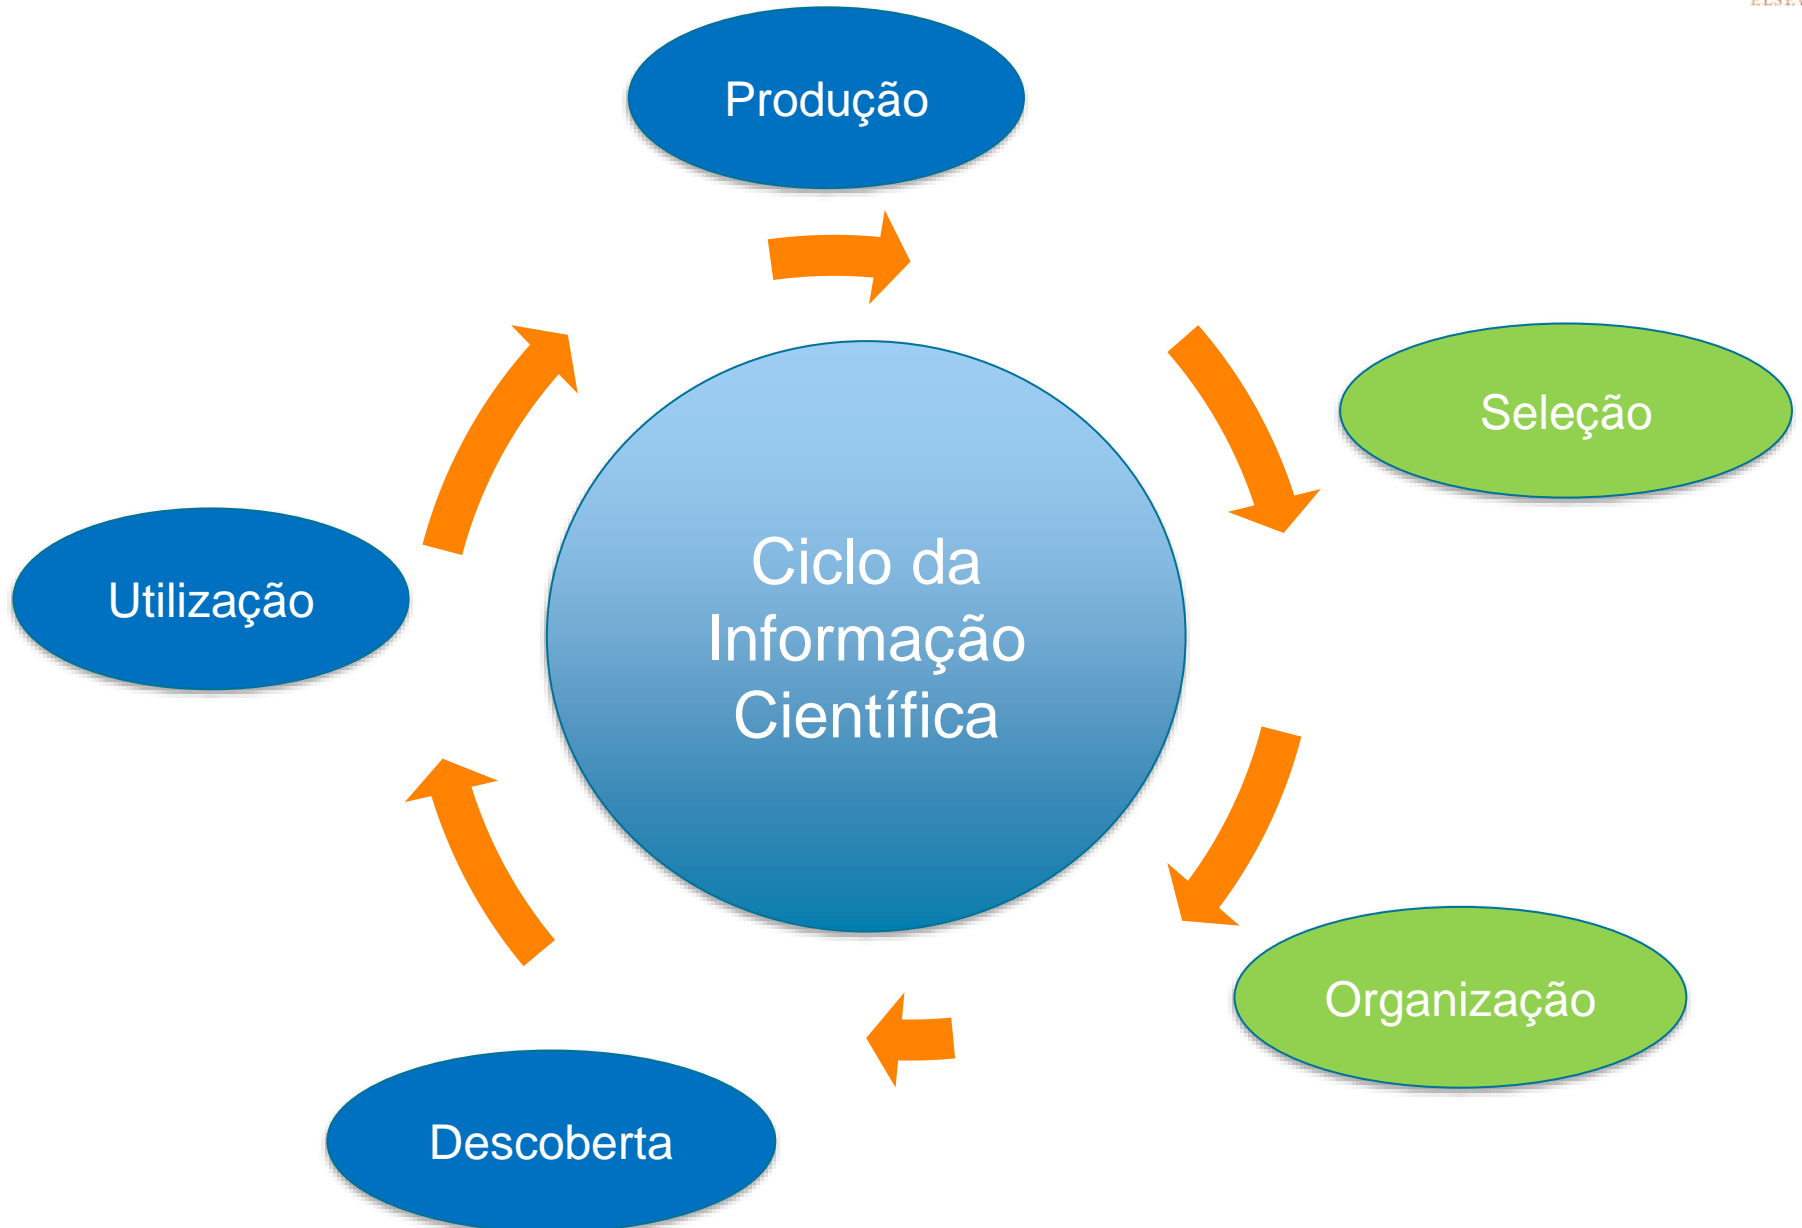 Produção
Seleção
Ciclo da
Informação
Científica
Utilização
Organização
Descoberta